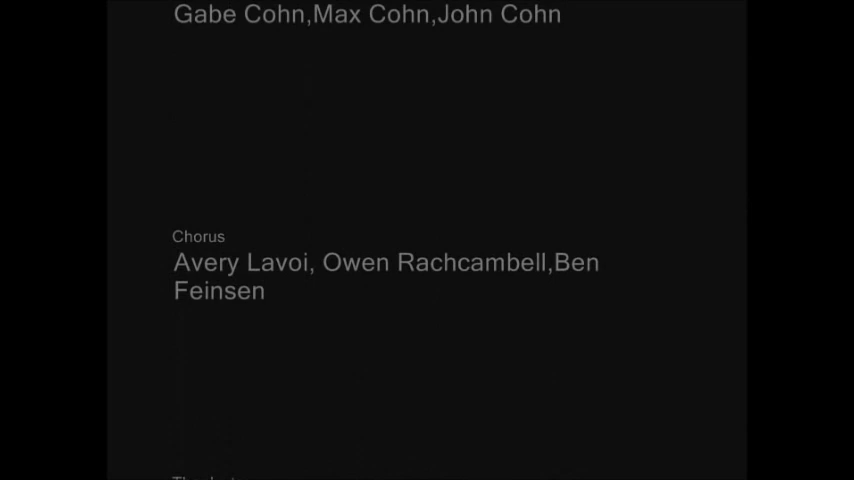 Gabe Cohn,Max Cohn,John Cohn
Chorus
Avery Lavoi, Owen Rachcambell,Ben
Feinsen